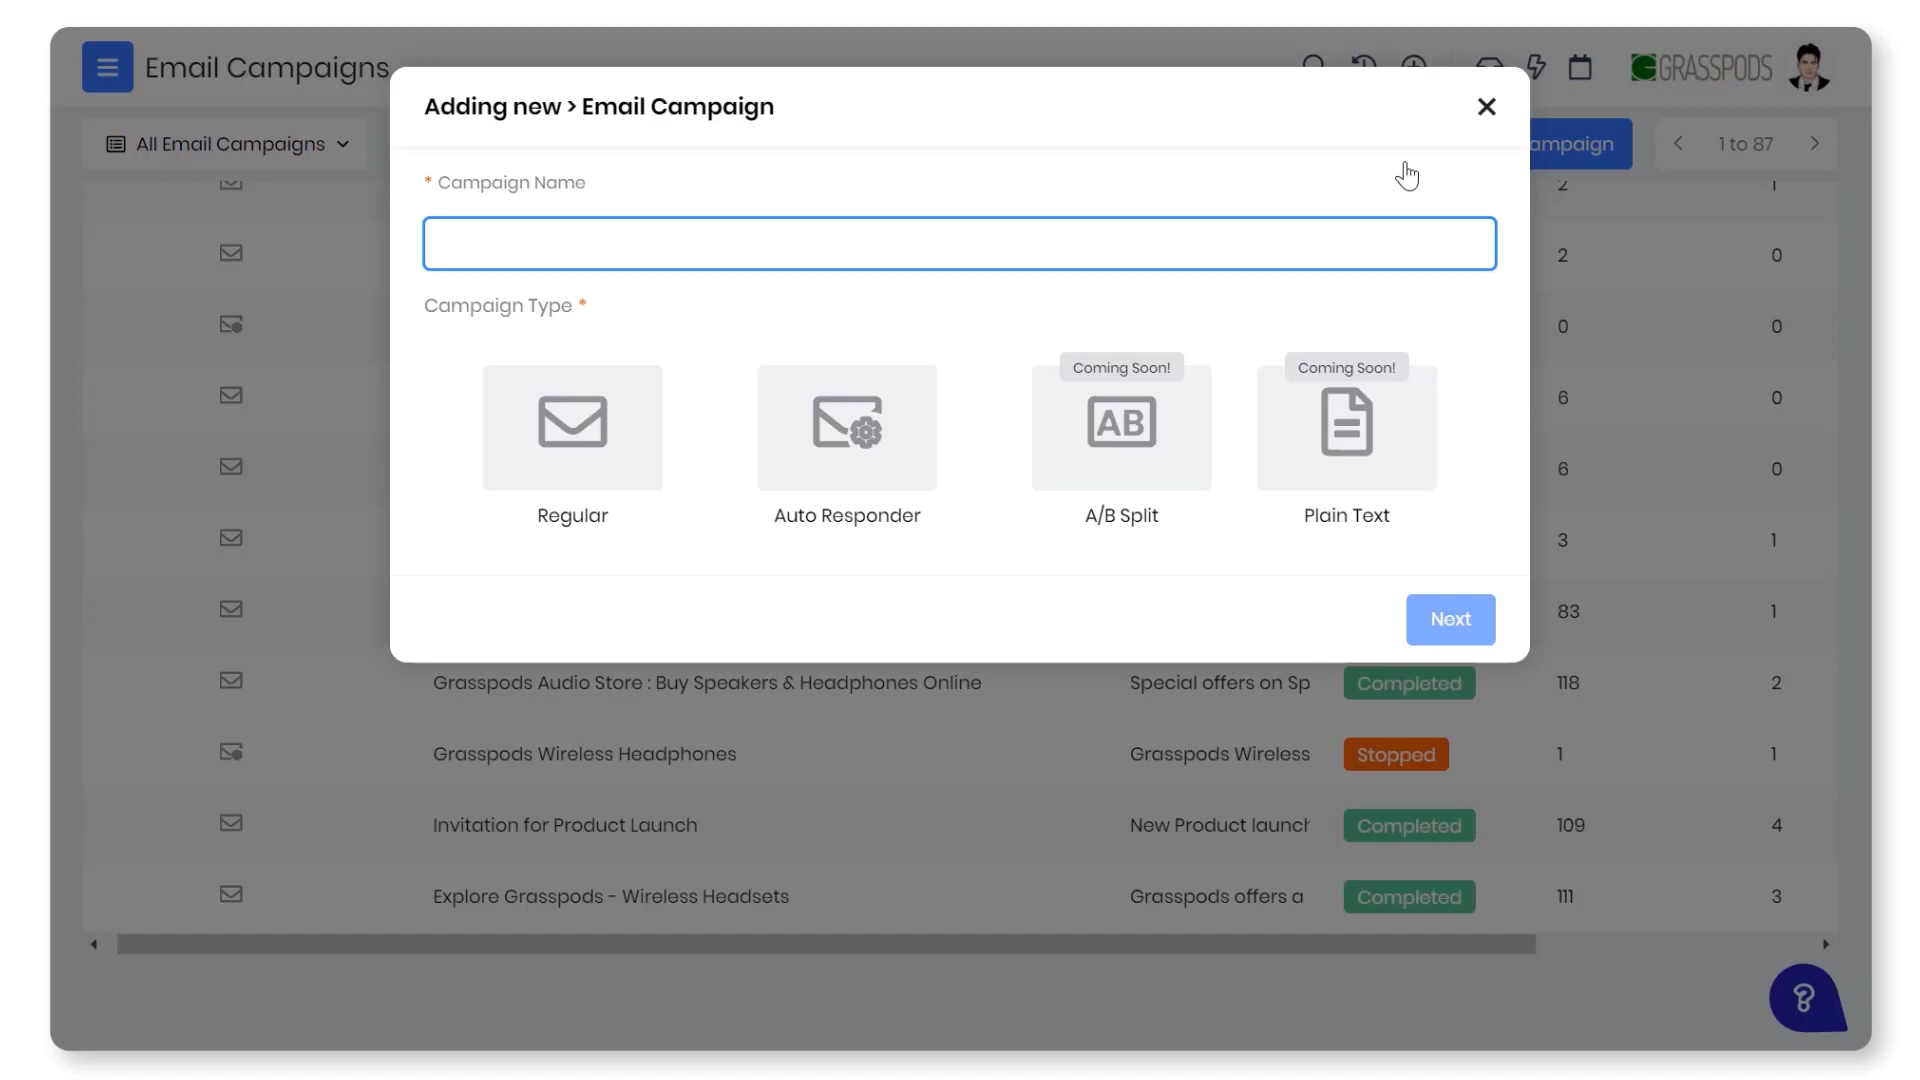 Email Campaigns
GRASSPODS
Adding new > Email Campaign
All Email Campaigns
ampaign
1 to 87
* Campaign Name
2 1
2 0
Campaign Type *
0 0
Coming Soon! Coming Soon!
6 0
AB
6 0
Regular Auto Responder A/B Split Plain Text
3 1
83 1
Next
Grasspods Audio Store : Buy Speakers & Headphones Online Special offers on Sp Completed 118 2
Grasspods Wireless Headphones Grasspods Wireless Stopped 1 1
Invitation for Product Launch New Product launch Completed 109 4
Explore Grasspods - Wireless Headsets Grasspods offers a Completed 111 3
?